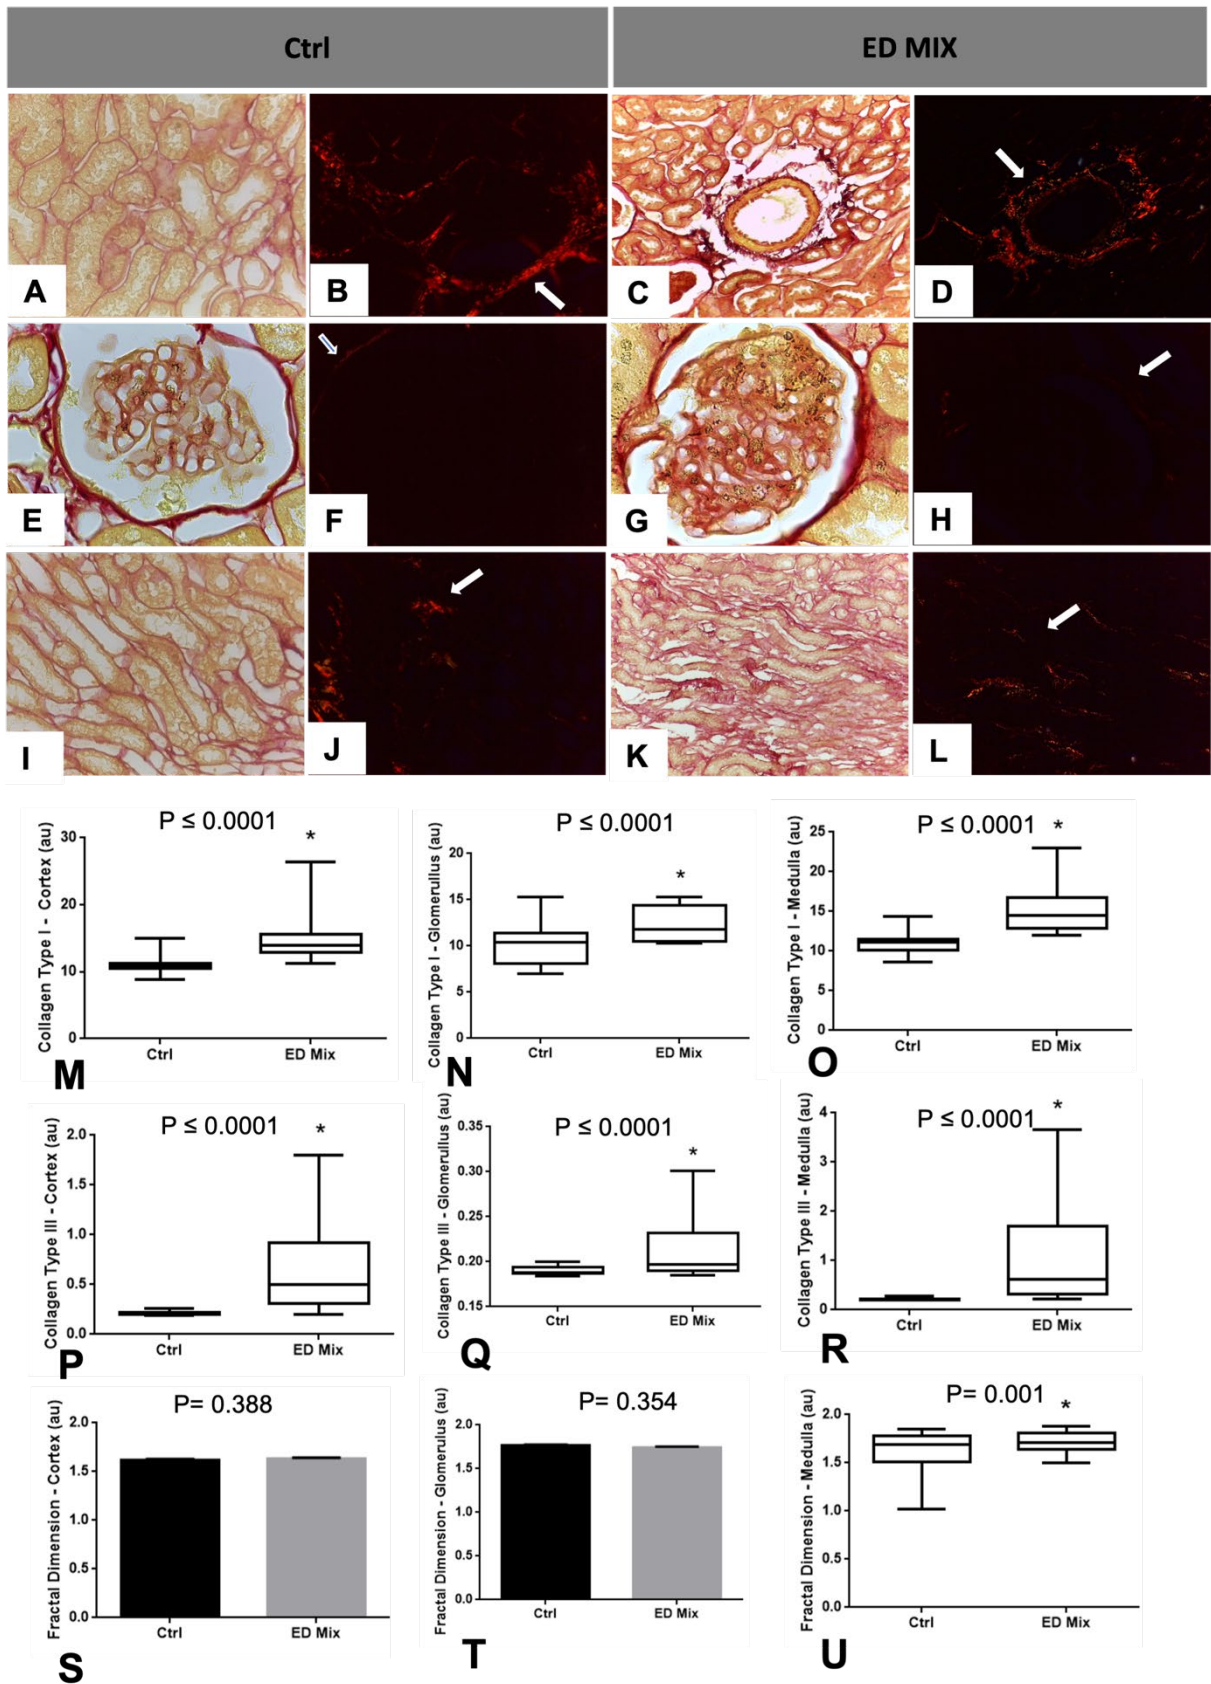 Ctrl
ED MIX
A
B
C
D
E
F
G
H
I
J
K
L
P ≤ 0.0001
*
Collagen Type I - Cortex (au)
30
20
10
0
Ctrl
ED Mix
M
P ≤ 0.0001
*
Collagen Type I - Glomerullus (au)
20
15
10
5
0
Ctrl
ED Mix
N
P ≤ 0.0001
*
Collagen Type I - Medulla (au)
25
20
15
10
5
0
Ctrl
ED Mix
O
P ≤ 0.0001
*
Collagen Type III - Cortex (au)
2.0
1.5
1.0
0.5
0.0
Ctrl
ED Mix
P
P ≤ 0.0001
*
Collagen Type III - Glomerullus (au)
0.35
0.30
0.25
0.20
0.15
Ctrl
ED Mix
Q
P ≤ 0.0001
*
Collagen Type III - Medulla (au)
4
3
2
1
0
Ctrl
ED Mix
R
P= 0.388
Fractal Dimension - Cortex (au)
2.0
1.5
1.0
0.5
0.0
Ctrl
ED Mix
S
P= 0.354
Fractal Dimension - Glomerulus (au)
2.0
1.5
1.0
0.5
0.0
Ctrl
ED Mix
T
P= 0.001
*
Fractal Dimension - Medulla (au)
2.0
1.5
1.0
0.5
0.0
Ctrl
ED Mix
U